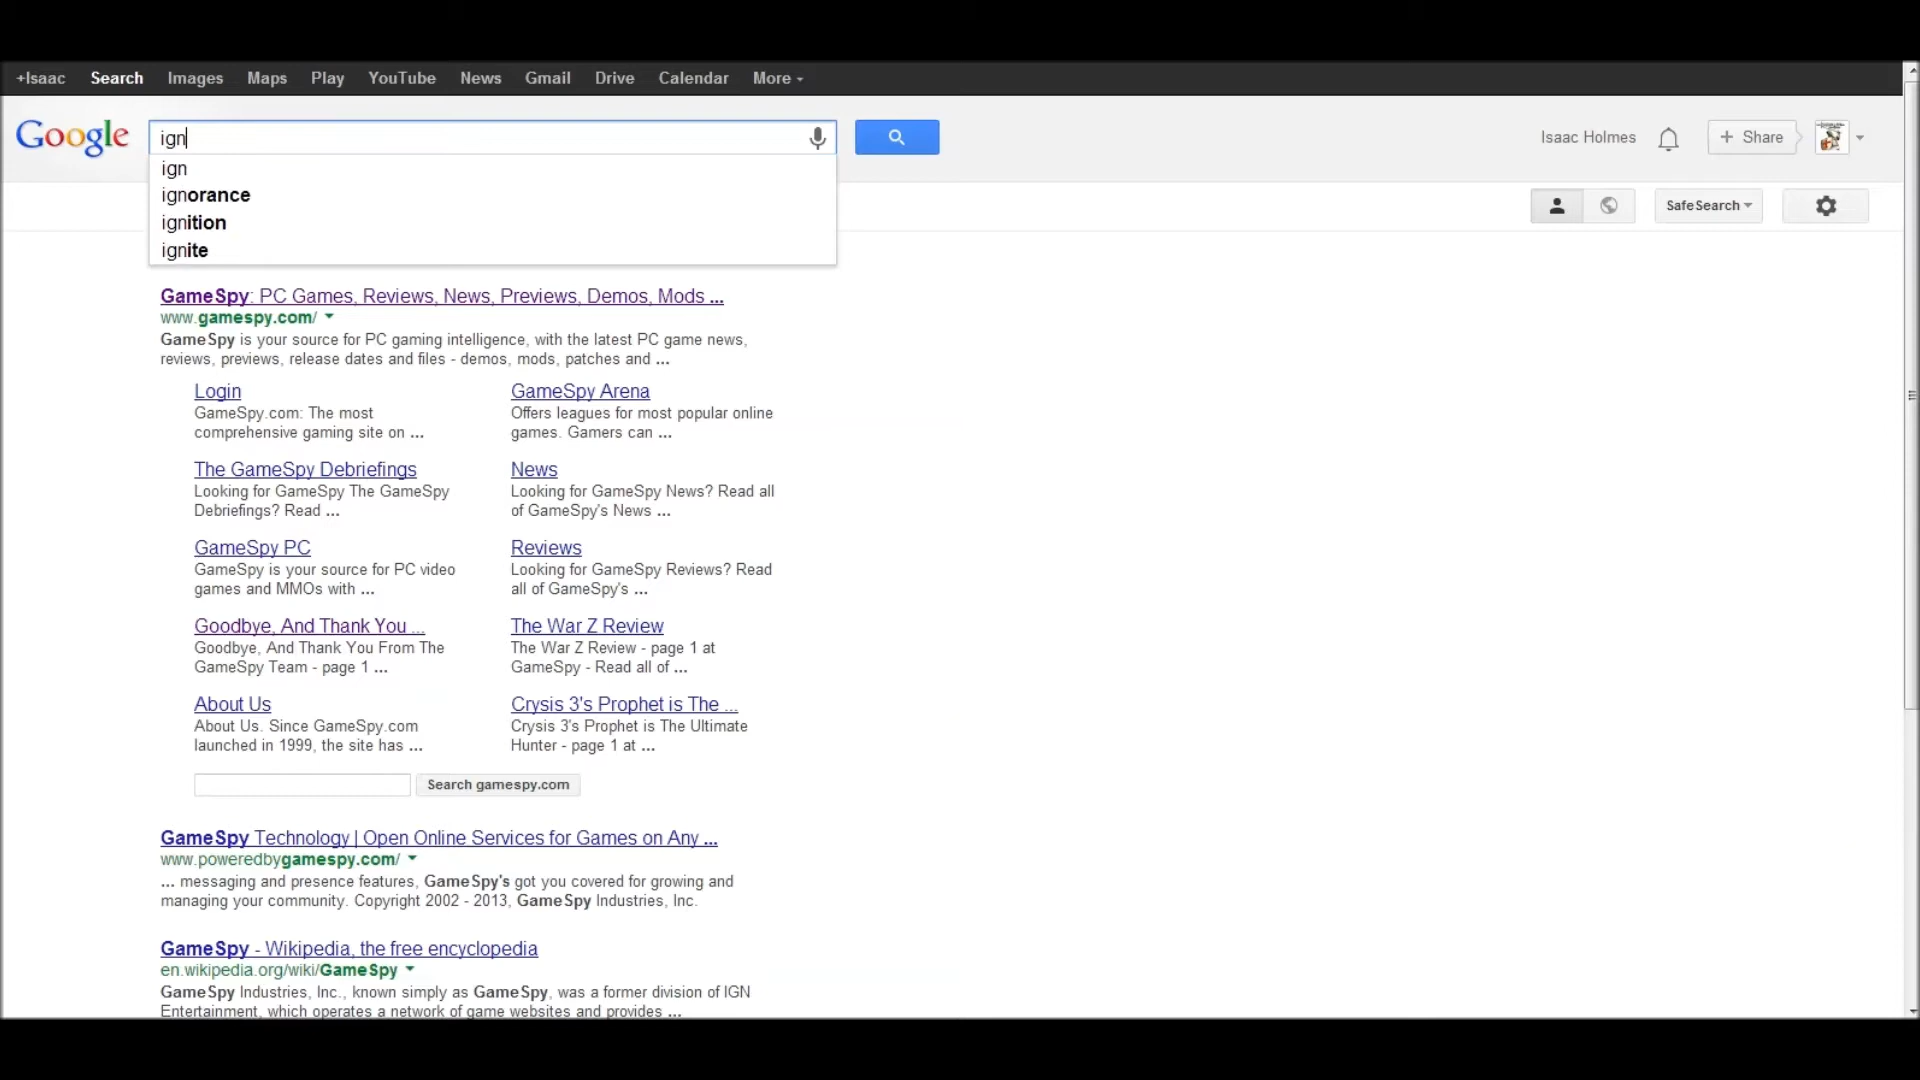 +Isaac Search Images Maps Play YouTube News Gmail Drive Calendar More
Google
ign
Isaac Holmes
+ Share
ign
ignorance
ignition
ignite
SafeSearch
GameSpy: PC Games, Reviews, News, Previews, Demos, Mods ...
www.gamespy.com/
GameSpy is your source for PC gaming intelligence, with the latest PC game news,
reviews, previews, release dates and files - demos, mods, patches and ...
Login
GameSpy.com: The most
comprehensive gaming site on ...
GameSpy Arena
Offers leagues for most popular online
games. Gamers can ...
The GameSpy Debriefings
Looking for GameSpy The GameSpy
Debriefings? Read ...
News
Looking for GameSpy News? Read all
of GameSpy's News ...
GameSpy PC
GameSpy is your source for PC video
games and MMOs with ...
Reviews
Looking for GameSpy Reviews? Read
all of GameSpy's ...
Goodbye, And Thank You ...
Goodbye, And Thank You From The
GameSpy Team - page 1 ...
The War Z Review
The War Z Review - page 1 at
GameSpy - Read all of ...
About Us
About Us. Since GameSpy.com
launched in 1999, the site has ...
Crysis 3's Prophet is The ...
Crysis 3's Prophet is The Ultimate
Hunter - page 1 at ...
Search gamespy.com
GameSpy Technology | Open Online Services for Games on Any ...
www.poweredbygamespy.com/
... messaging and presence features, GameSpy's got you covered for growing and
managing your community. Copyright 2002 - 2013, GameSpy Industries, Inc.
GameSpy - Wikipedia, the free encyclopedia
en.wikipedia.org/wiki/GameSpy
GameSpy Industries, Inc., known simply as GameSpy, was a former division of IGN
Entertainment, which operates a network of game websites and provides ...